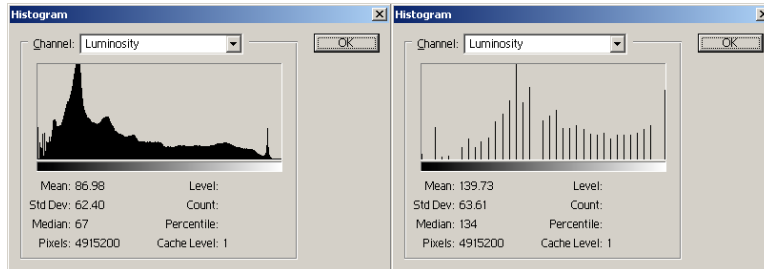 Histogram
Channel: Luminosity
OK
Mean: 86.98 Level:
Std Dev: 62.40 Count:
Median: 67 Percentile:
Pixels: 4915200 Cache Level: 1
Histogram
Channel: Luminosity
OK
Mean: 139.73 Level:
Std Dev: 63.61 Count:
Median: 134 Percentile:
Pixels: 4915200 Cache Level: 1